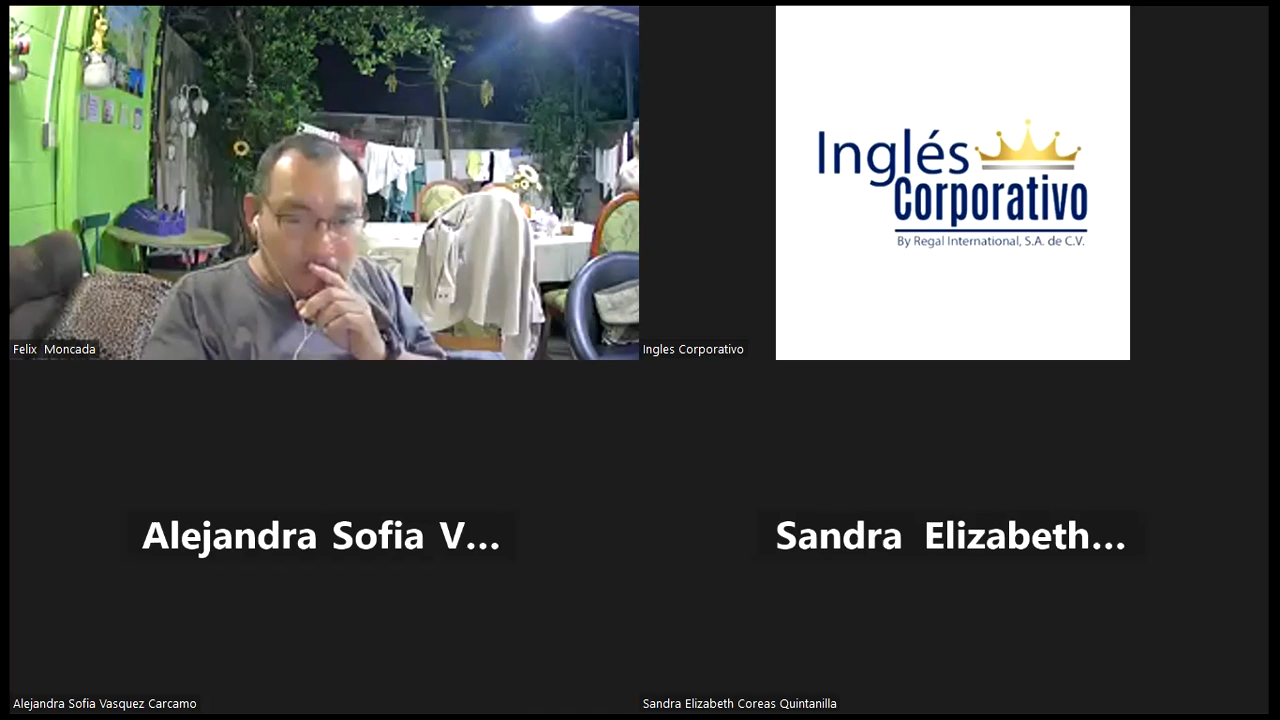 Inglés
Corporativo
By Regal International, S.A. de C.V.
Felix Moncada
Ingles Corporativo
Alejandra Sofia V...
Sandra Elizabeth...
Alejandra Sofia Vasquez Carcamo
Sandra Elizabeth Coreas Quintanilla